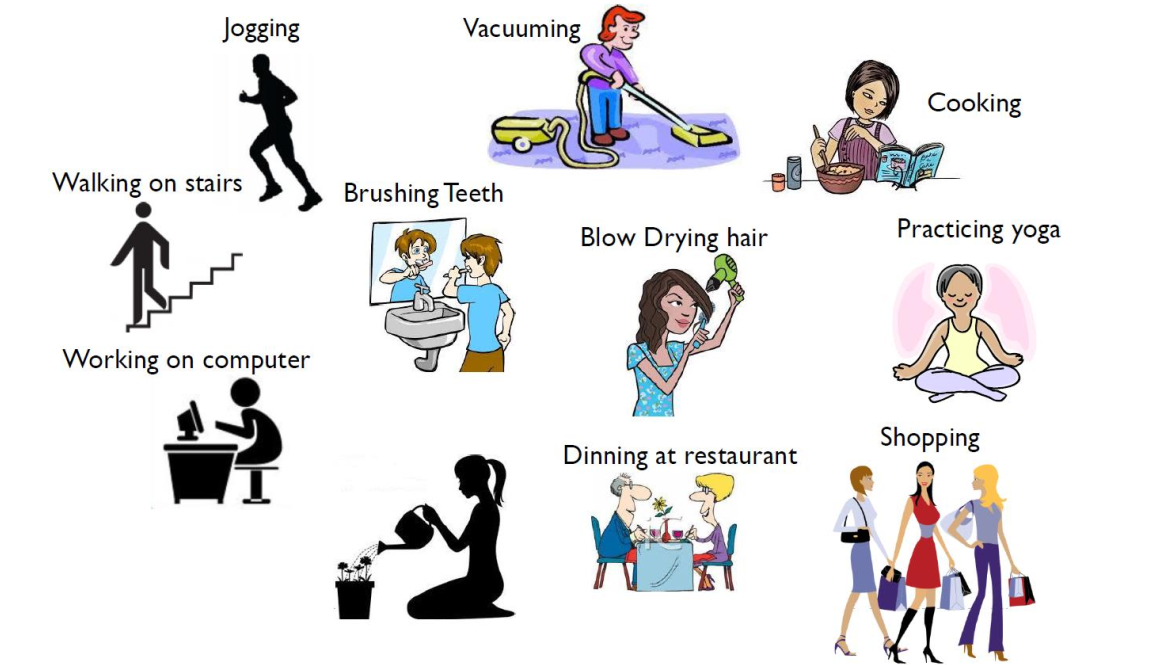 Jogging
Vacuuming
Cooking
Walking on stairs
Brushing Teeth
Blow Drying hair
Practicing yoga
Working on computer
Dinning at restaurant
Shopping